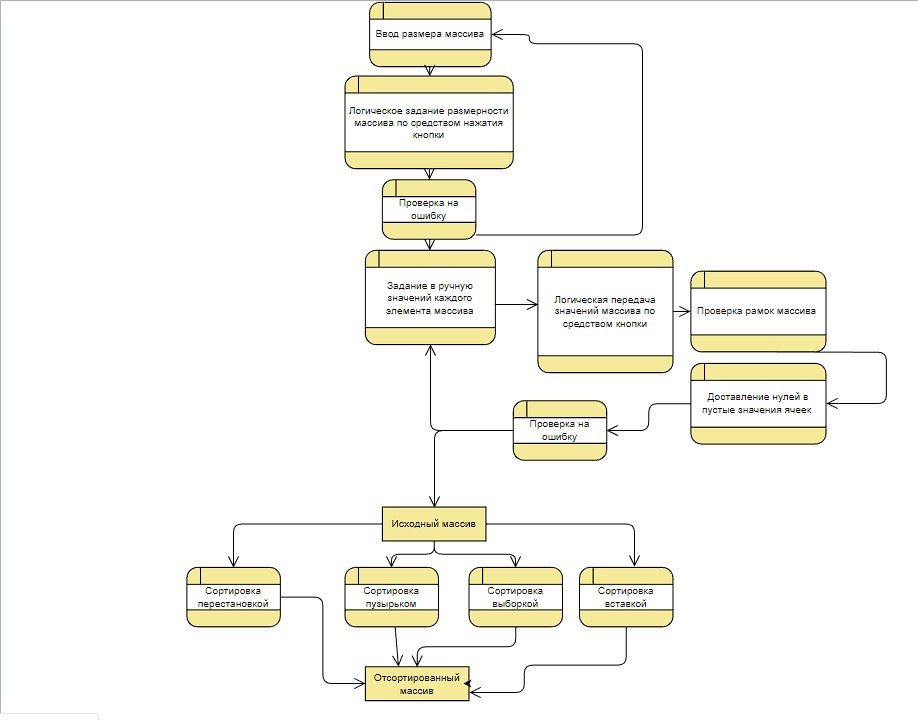 Ввод размера массива
Логическое задание размерности
массива по средством нажатия
кнопки
Проверка на
ошибку
Задание в ручную
значений каждого
элемента массива
Логическая передача
значений массива по
средством кнопки
Проверка рамок массива
Доставление нулей в
пустые значения ячеек
Проверка на
ошибку
Исходный массив
Сортировка
перестановкой
Сортировка
пузырьком
Сортировка
выборкой
Сортировка
вставкой
Отсортированный
массив